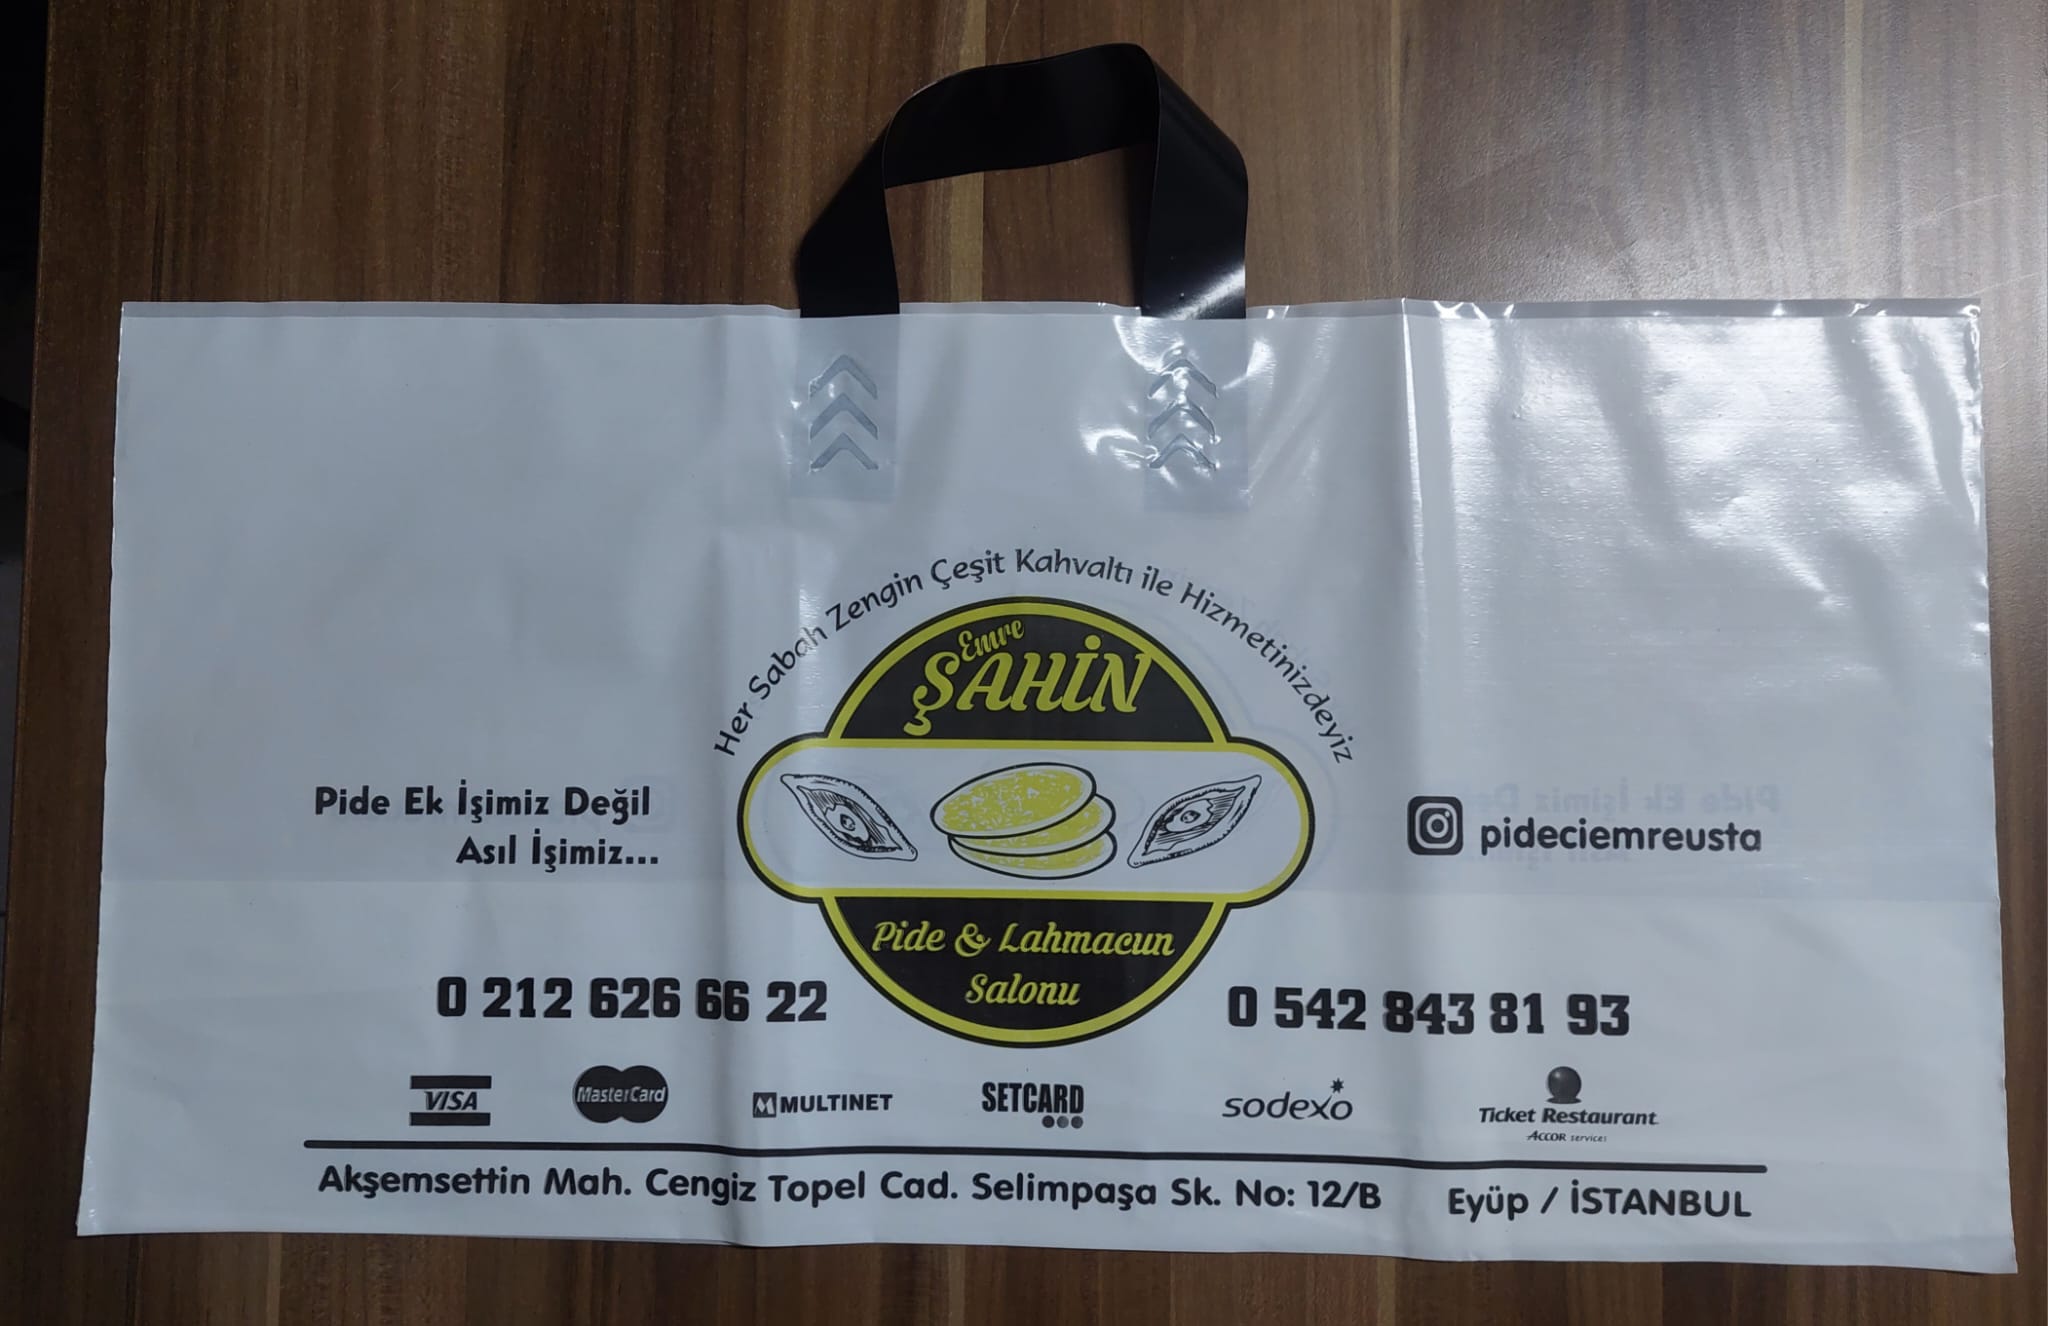 Her Sabah Zengin Çeşit Kahvaltı ile Hizmetinizdeyiz
Emre
ŞAHİN
Pide Ek İşimiz Değil
Asıl İşimiz...
pideciemreusta
Pide & Lahmacun
Salonu
0 212 626 66 22
0 542 843 81 93
VISA
MasterCard
MULTINET
SETCARD
sodexo
Ticket Restaurant
ACCOR services
Akşemsettin Mah. Cengiz Topel Cad. Selimpaşa Sk. No: 12/B Eyüp / İSTANBUL